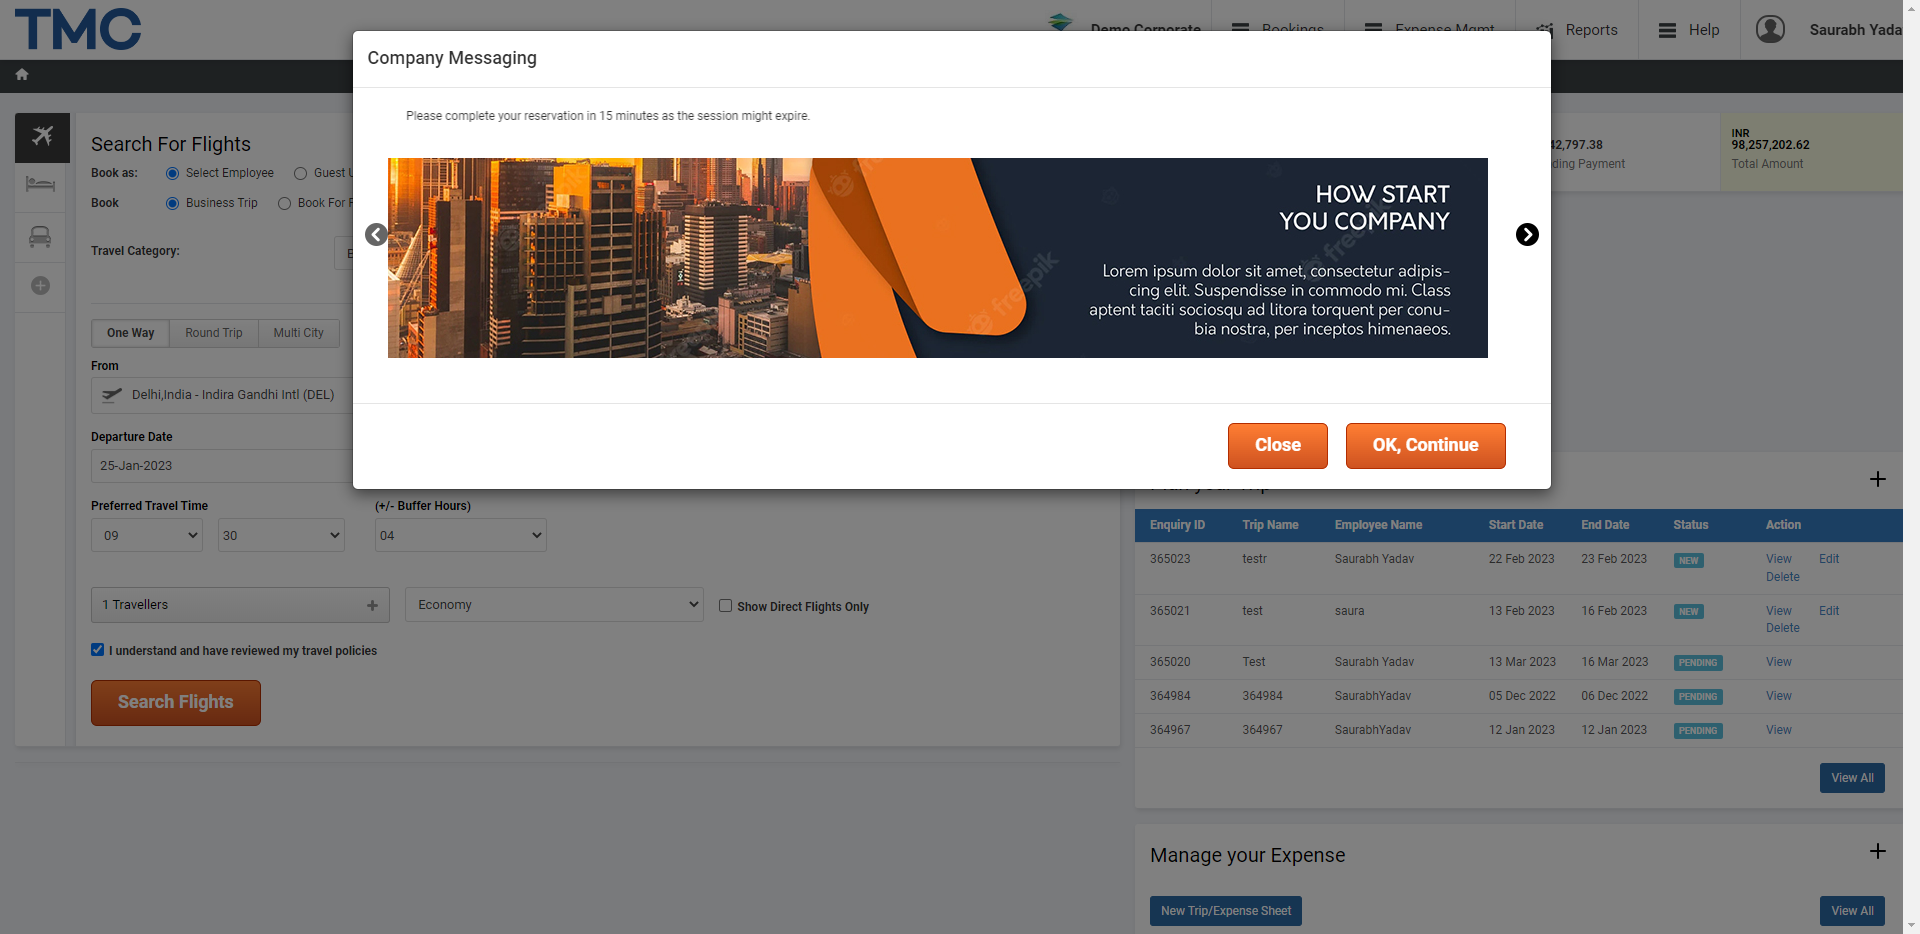 TMC
Demo Corporate
Bookings
Expense Mgmt
Reports
Help
Saurabh Yada
Company Messaging
Please complete your reservation in 15 minutes as the session might expire.
HOW START
YOU COMPANY
Lorem ipsum dolor sit amet, consectetur adipis-
cing elit. Suspendisse in commodo mi. Class
aptent taciti sociosqu ad litora torquent per conu-
bia nostra, per inceptos himenaeos.
freepik
freepik
Close
OK, Continue
Search For Flights
Book as:
Select Employee
Guest
Book
Business Trip
Book For
Travel Category:
One Way
Round Trip
Multi City
From
Delhi,India - Indira Gandhi Intl (DEL)
Departure Date
25-Jan-2023
Preferred Travel Time
(+/- Buffer Hours)
09
30
04
1 Travellers
Economy
Show Direct Flights Only
I understand and have reviewed my travel policies
Search Flights
42,797.38
ding Payment
INR
98,257,202.62
Total Amount
Plan your Trip
Enquiry ID Trip Name Employee Name Start Date End Date Status Action
365023 testr Saurabh Yadav 22 Feb 2023 23 Feb 2023 NEW View Edit
Delete
365021 test saura 13 Feb 2023 16 Feb 2023 NEW View Edit
Delete
365020 Test Saurabh Yadav 13 Mar 2023 16 Mar 2023 PENDING View
364984 364984 SaurabhYadav 05 Dec 2022 06 Dec 2022 PENDING View
364967 364967 SaurabhYadav 12 Jan 2023 12 Jan 2023 PENDING View
View All
Manage your Expense
New Trip/Expense Sheet
View All